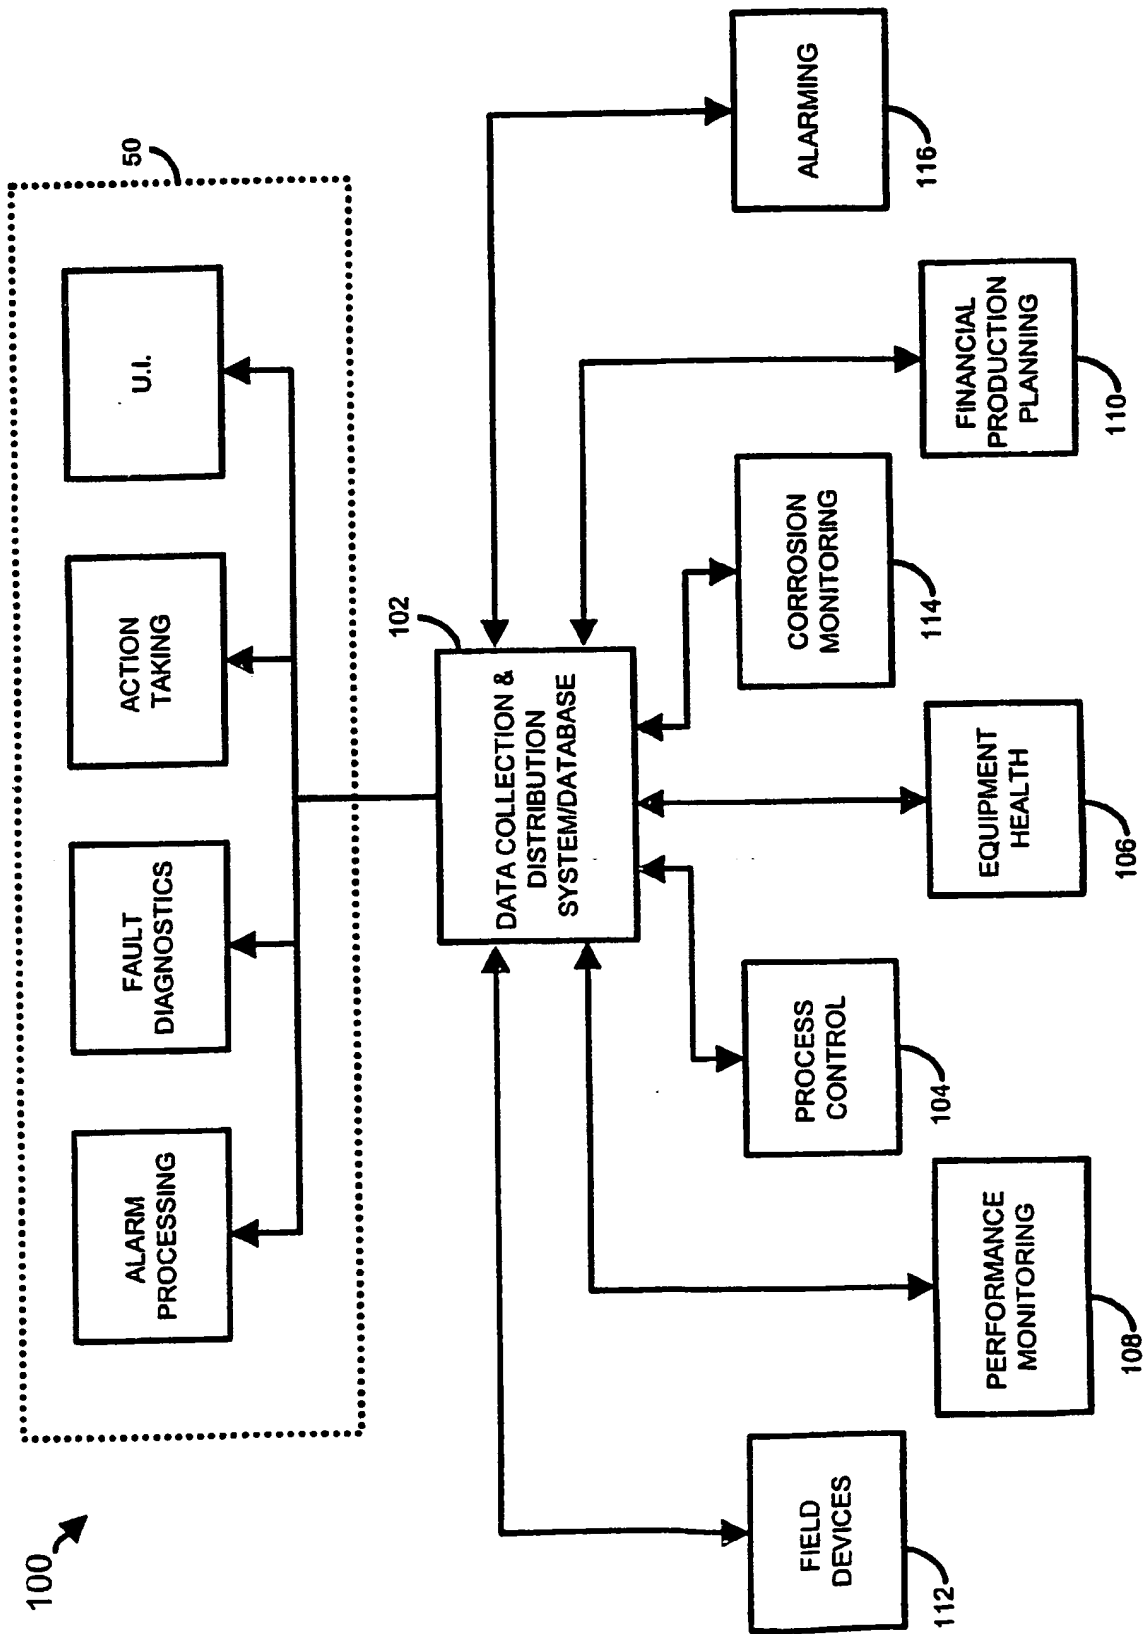 100
50
ALARM
PROCESSING
FAULT
DIAGNOSTICS
ACTION
TAKING
U.I.
102
DATA COLLECTION &
DISTRIBUTION
SYSTEM/DATABASE
FIELD
DEVICES
112
PERFORMANCE
MONITORING
108
PROCESS
CONTROL
104
EQUIPMENT
HEALTH
106
CORROSION
MONITORING
114
FINANCIAL
PRODUCTION
PLANNING
110
ALARMING
116